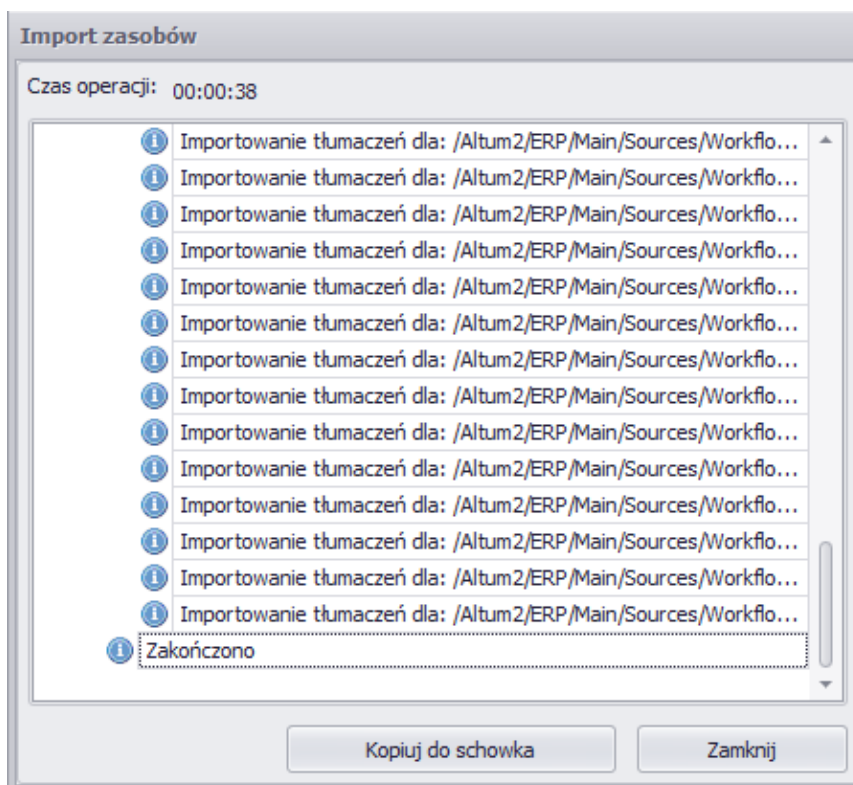 Import zasobów
Czas operacji: 00:00:38
Importowanie tłumaczeń dla: /Altum2/ERP/Main/Sources/Workflo...
Importowanie tłumaczeń dla: /Altum2/ERP/Main/Sources/Workflo...
Importowanie tłumaczeń dla: /Altum2/ERP/Main/Sources/Workflo...
Importowanie tłumaczeń dla: /Altum2/ERP/Main/Sources/Workflo...
Importowanie tłumaczeń dla: /Altum2/ERP/Main/Sources/Workflo...
Importowanie tłumaczeń dla: /Altum2/ERP/Main/Sources/Workflo...
Importowanie tłumaczeń dla: /Altum2/ERP/Main/Sources/Workflo...
Importowanie tłumaczeń dla: /Altum2/ERP/Main/Sources/Workflo...
Importowanie tłumaczeń dla: /Altum2/ERP/Main/Sources/Workflo...
Importowanie tłumaczeń dla: /Altum2/ERP/Main/Sources/Workflo...
Importowanie tłumaczeń dla: /Altum2/ERP/Main/Sources/Workflo...
Importowanie tłumaczeń dla: /Altum2/ERP/Main/Sources/Workflo...
Importowanie tłumaczeń dla: /Altum2/ERP/Main/Sources/Workflo...
Importowanie tłumaczeń dla: /Altum2/ERP/Main/Sources/Workflo...
Zakończono
Kopiuj do schowka Zamknij